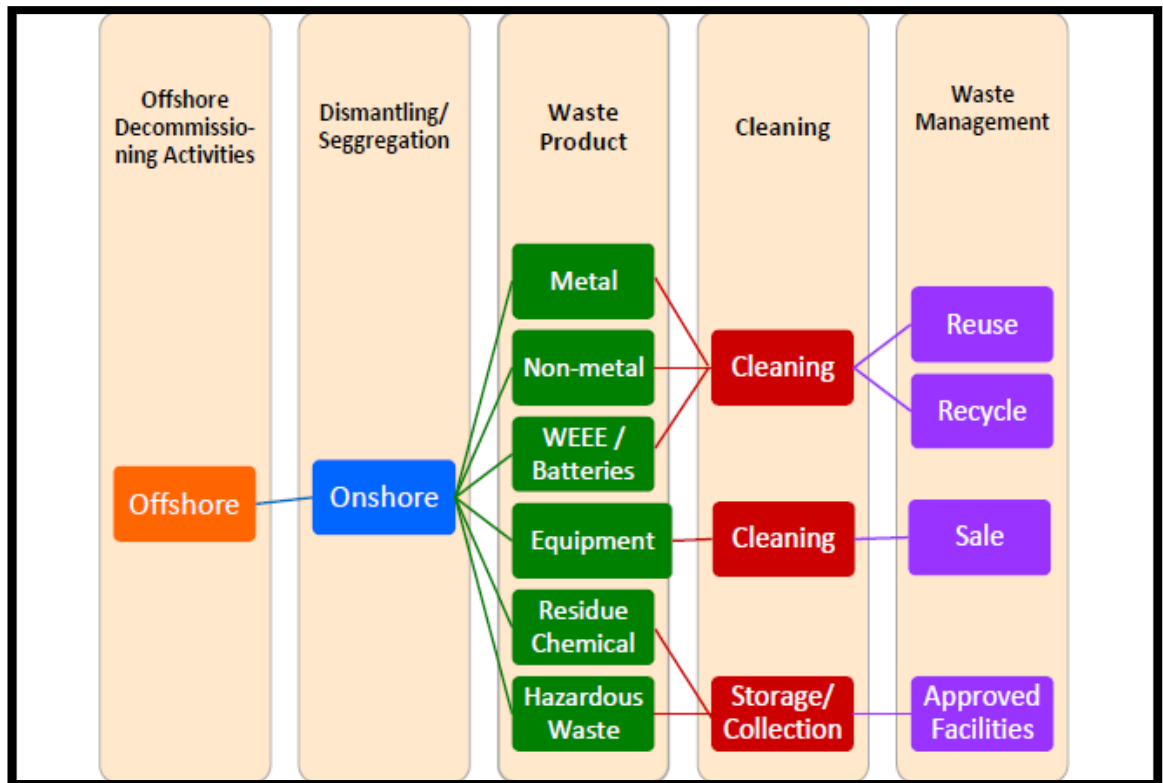 Offshore
Decommissio-
ning Activities
Dismantling/
Seggregation
Waste
Product
Cleaning
Waste
Management
Offshore
Onshore
Metal
Non-metal
WEEE /
Batteries
Equipment
Residue
Chemical
Hazardous
Waste
Cleaning
Cleaning
Storage/
Collection
Reuse
Recycle
Sale
Approved
Facilities